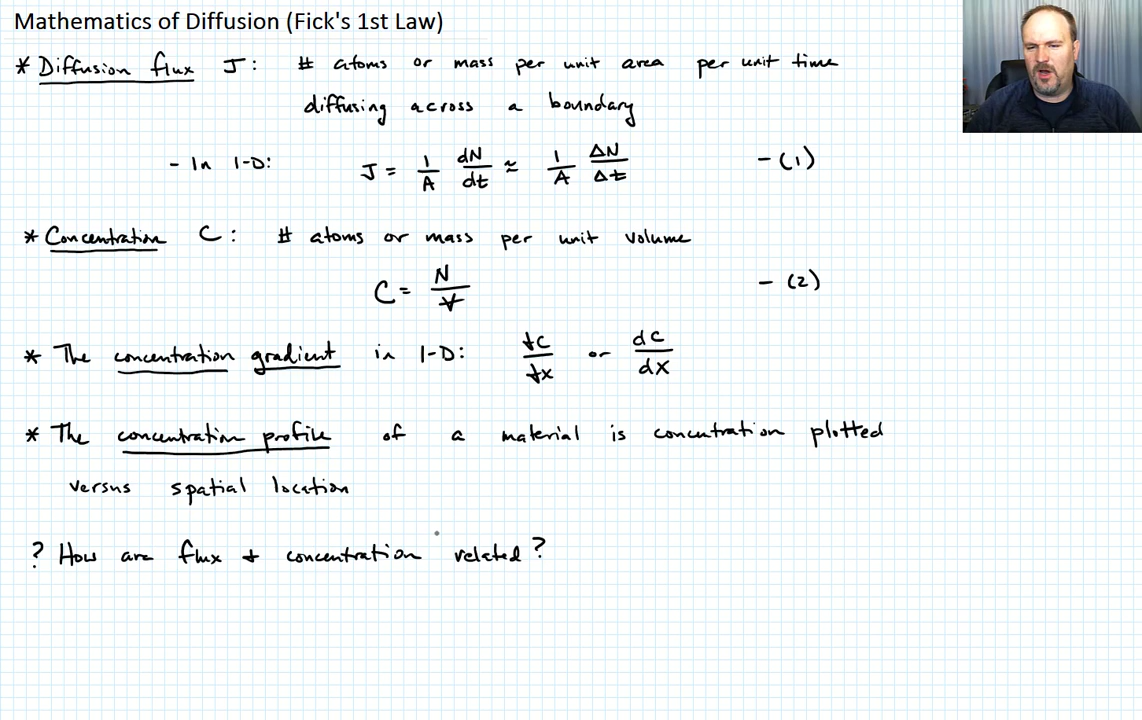 Mathematics of Diffusion (Fick's 1st Law)
* Diffusion flux J: # atoms or mass per unit area per unit time
diffusing across a boundary
- In 1-D: J = 1/A dN/dt ≈ 1/A ΔN/Δt - (1)
* Concentration C: # atoms or mass per unit volume
C = N/V - (2)
* The concentration gradient in 1-D: ∂C/∂x or dC/dx
* The concentration profile of a material is concentration plotted
versus spatial location
? How are flux + concentration related?